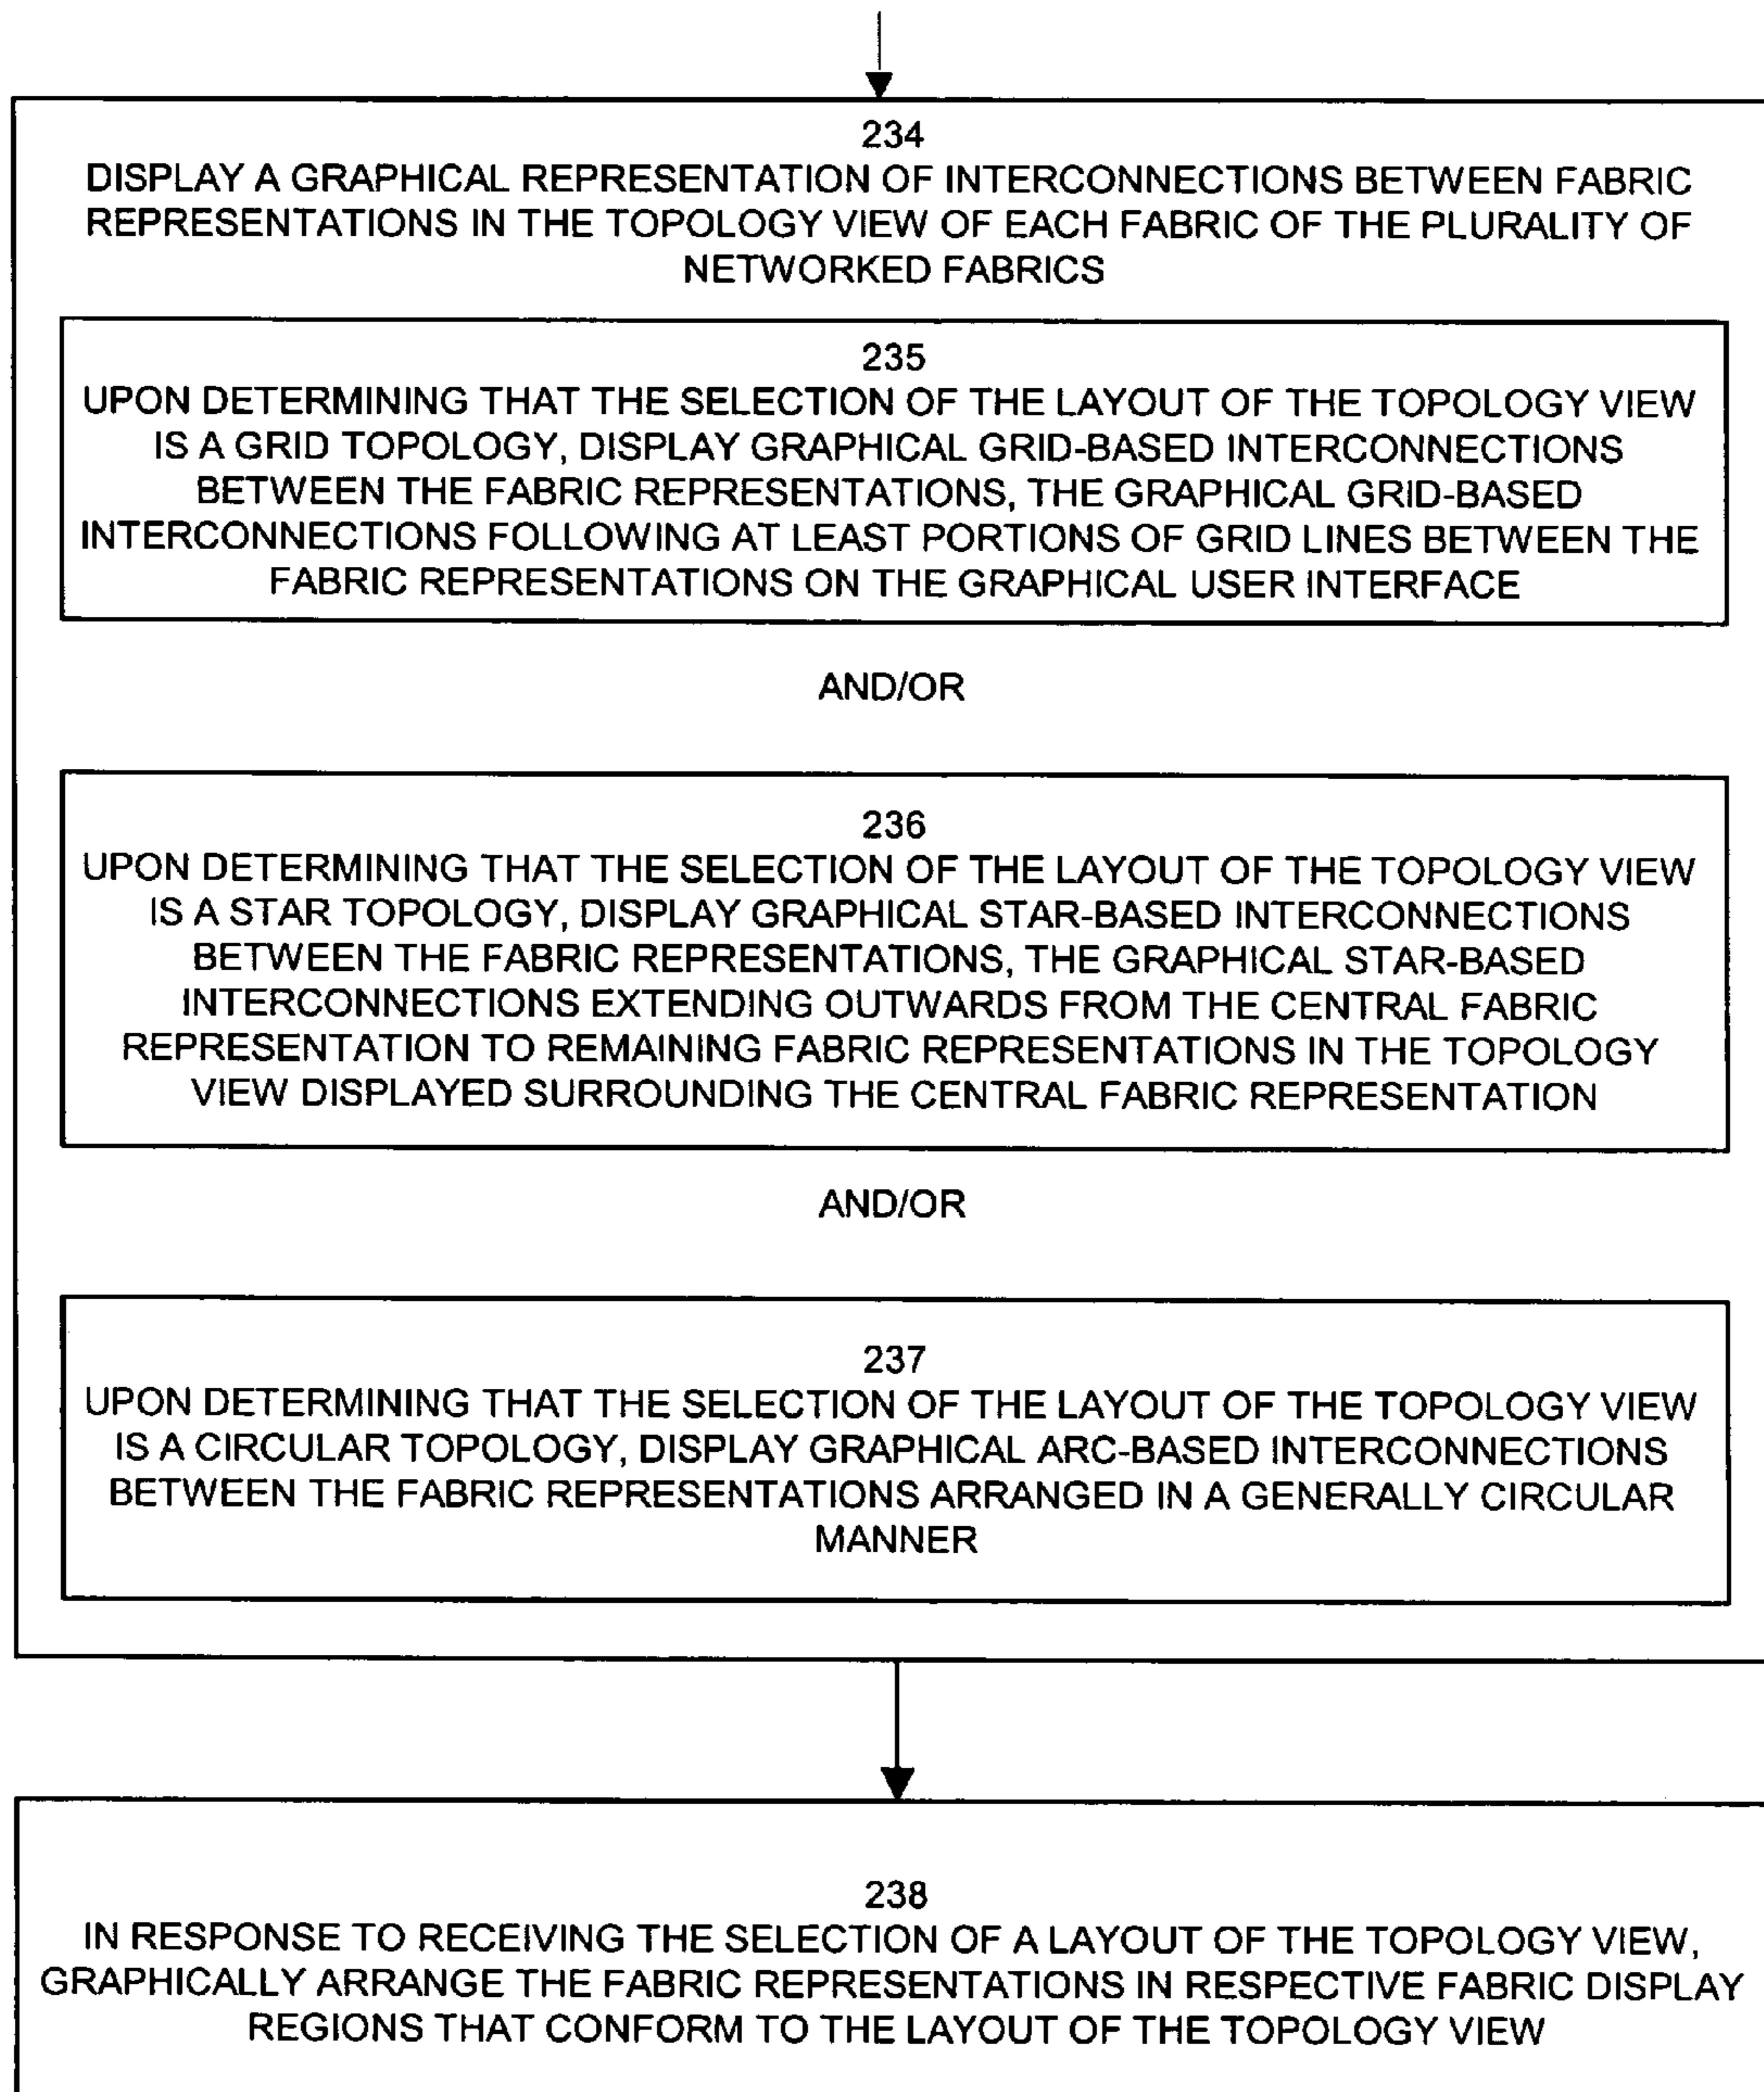 234
DISPLAY A GRAPHICAL REPRESENTATION OF INTERCONNECTIONS BETWEEN FABRIC
REPRESENTATIONS IN THE TOPOLOGY VIEW OF EACH FABRIC OF THE PLURALITY OF
NETWORKED FABRICS
235
UPON DETERMINING THAT THE SELECTION OF THE LAYOUT OF THE TOPOLOGY VIEW
IS A GRID TOPOLOGY, DISPLAY GRAPHICAL GRID-BASED INTERCONNECTIONS
BETWEEN THE FABRIC REPRESENTATIONS, THE GRAPHICAL GRID-BASED
INTERCONNECTIONS FOLLOWING AT LEAST PORTIONS OF GRID LINES BETWEEN THE
FABRIC REPRESENTATIONS ON THE GRAPHICAL USER INTERFACE
AND/OR
236
UPON DETERMINING THAT THE SELECTION OF THE LAYOUT OF THE TOPOLOGY VIEW
IS A STAR TOPOLOGY, DISPLAY GRAPHICAL STAR-BASED INTERCONNECTIONS
BETWEEN THE FABRIC REPRESENTATIONS, THE GRAPHICAL STAR-BASED
INTERCONNECTIONS EXTENDING OUTWARDS FROM THE CENTRAL FABRIC
REPRESENTATION TO REMAINING FABRIC REPRESENTATIONS IN THE TOPOLOGY
VIEW DISPLAYED SURROUNDING THE CENTRAL FABRIC REPRESENTATION
AND/OR
237
UPON DETERMINING THAT THE SELECTION OF THE LAYOUT OF THE TOPOLOGY VIEW
IS A CIRCULAR TOPOLOGY, DISPLAY GRAPHICAL ARC-BASED INTERCONNECTIONS
BETWEEN THE FABRIC REPRESENTATIONS ARRANGED IN A GENERALLY CIRCULAR
MANNER
238
IN RESPONSE TO RECEIVING THE SELECTION OF A LAYOUT OF THE TOPOLOGY VIEW,
GRAPHICALLY ARRANGE THE FABRIC REPRESENTATIONS IN RESPECTIVE FABRIC DISPLAY
REGIONS THAT CONFORM TO THE LAYOUT OF THE TOPOLOGY VIEW